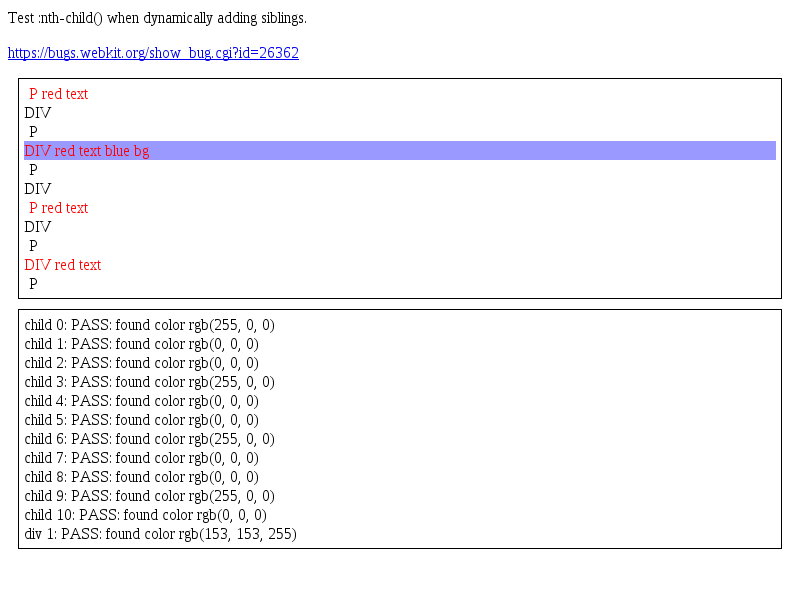 Test :nth-child() when dynamically adding siblings.
https://bugs.webkit.org/show_bug.cgi?id=26362
P red text
DIV
P
DIV red text blue bg
P
DIV
P red text
DIV
P
DIV red text
P
child 0: PASS: found color rgb(255, 0, 0)
child 1: PASS: found color rgb(0, 0, 0)
child 2: PASS: found color rgb(0, 0, 0)
child 3: PASS: found color rgb(255, 0, 0)
child 4: PASS: found color rgb(0, 0, 0)
child 5: PASS: found color rgb(0, 0, 0)
child 6: PASS: found color rgb(255, 0, 0)
child 7: PASS: found color rgb(0, 0, 0)
child 8: PASS: found color rgb(0, 0, 0)
child 9: PASS: found color rgb(255, 0, 0)
child 10: PASS: found color rgb(0, 0, 0)
div 1: PASS: found color rgb(153, 153, 255)